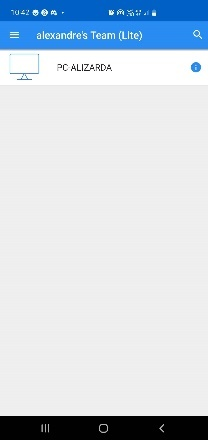 10:42
alexandre's Team (Lite)
PC-ALIZARDA